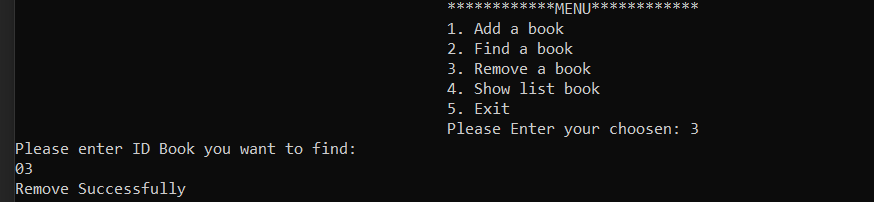 ************MENU************
1. Add a book
2. Find a book
3. Remove a book
4. Show list book
5. Exit
Please Enter your choosen: 3
Please enter ID Book you want to find:
03
Remove Successfully